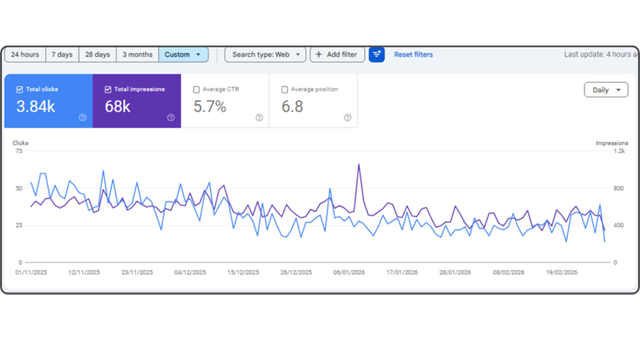 24 hours 7 days 28 days 3 months Custom Search type: Web + Add filter Reset filters Last update: 4 hours a
Total clicks Total impressions Average CTR Average position Daily
3.84k 68k 5.7% 6.8
Clicks Impressions
75 1.2k
50 800
25 400
0 0
01/11/2025 12/11/2025 23/11/2025 04/12/2025 15/12/2025 26/12/2025 06/01/2026 17/01/2026 28/01/2026 08/02/2026 19/02/2026